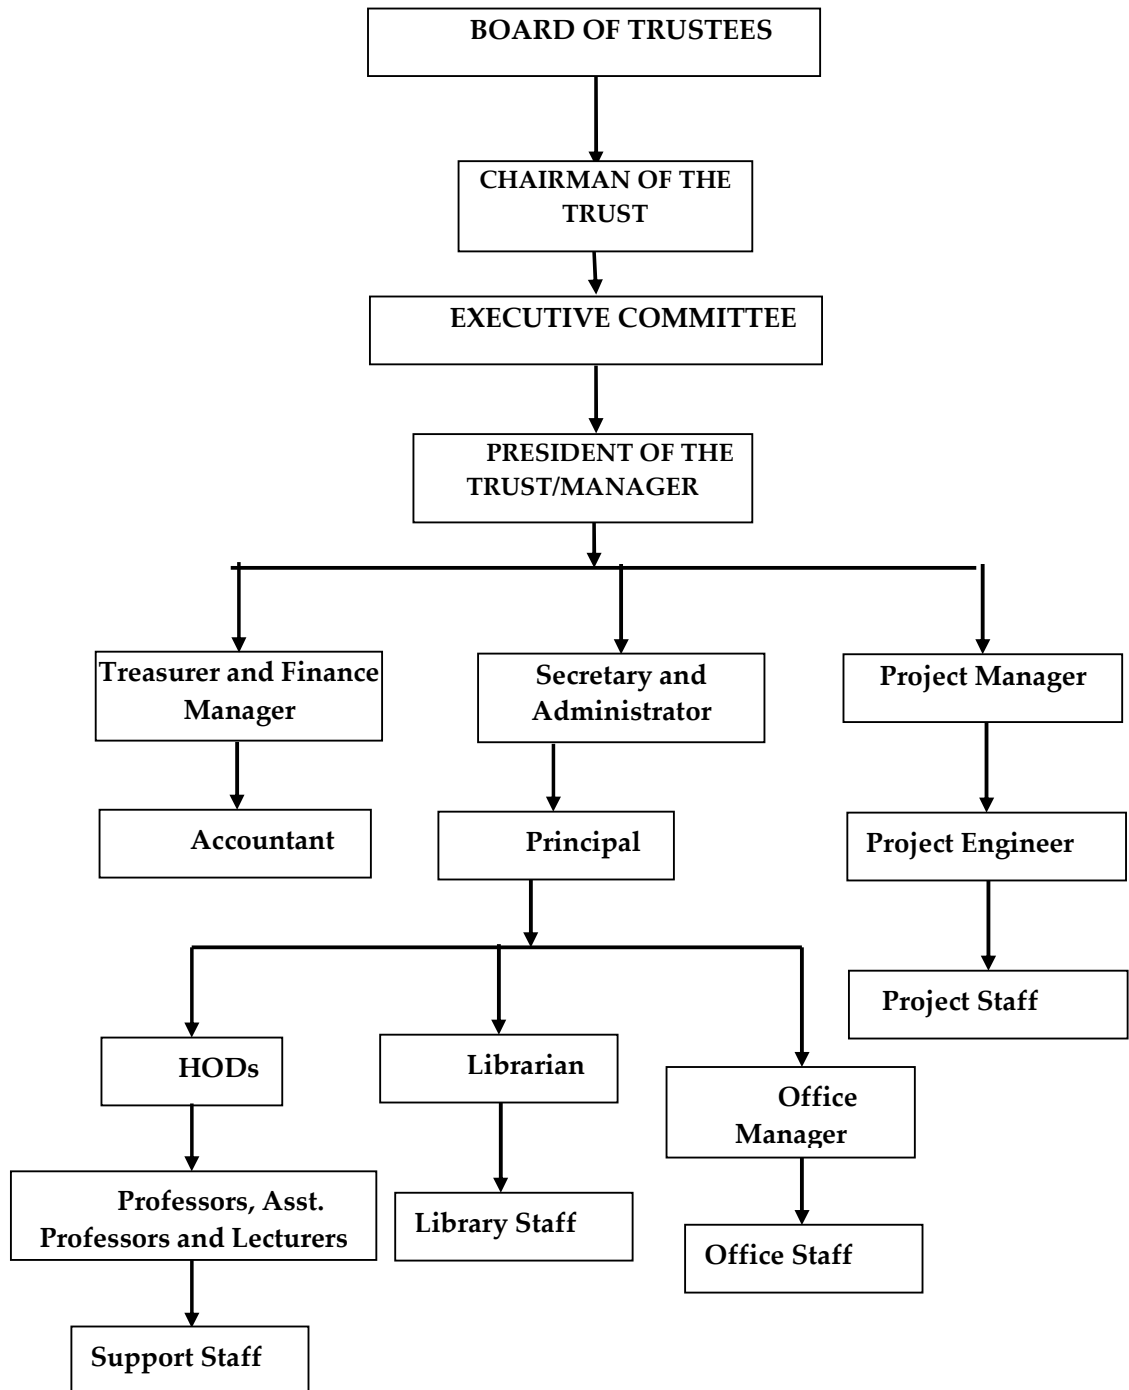 BOARD OF TRUSTEES
CHAIRMAN OF THE
TRUST
EXECUTIVE COMMITTEE
PRESIDENT OF THE
TRUST/MANAGER
Treasurer and Finance
Manager
Secretary and
Administrator
Project Manager
Accountant
Principal
Project Engineer
Project Staff
HODs
Librarian
Office
Manager
Professors, Asst.
Professors and Lecturers
Library Staff
Office Staff
Support Staff